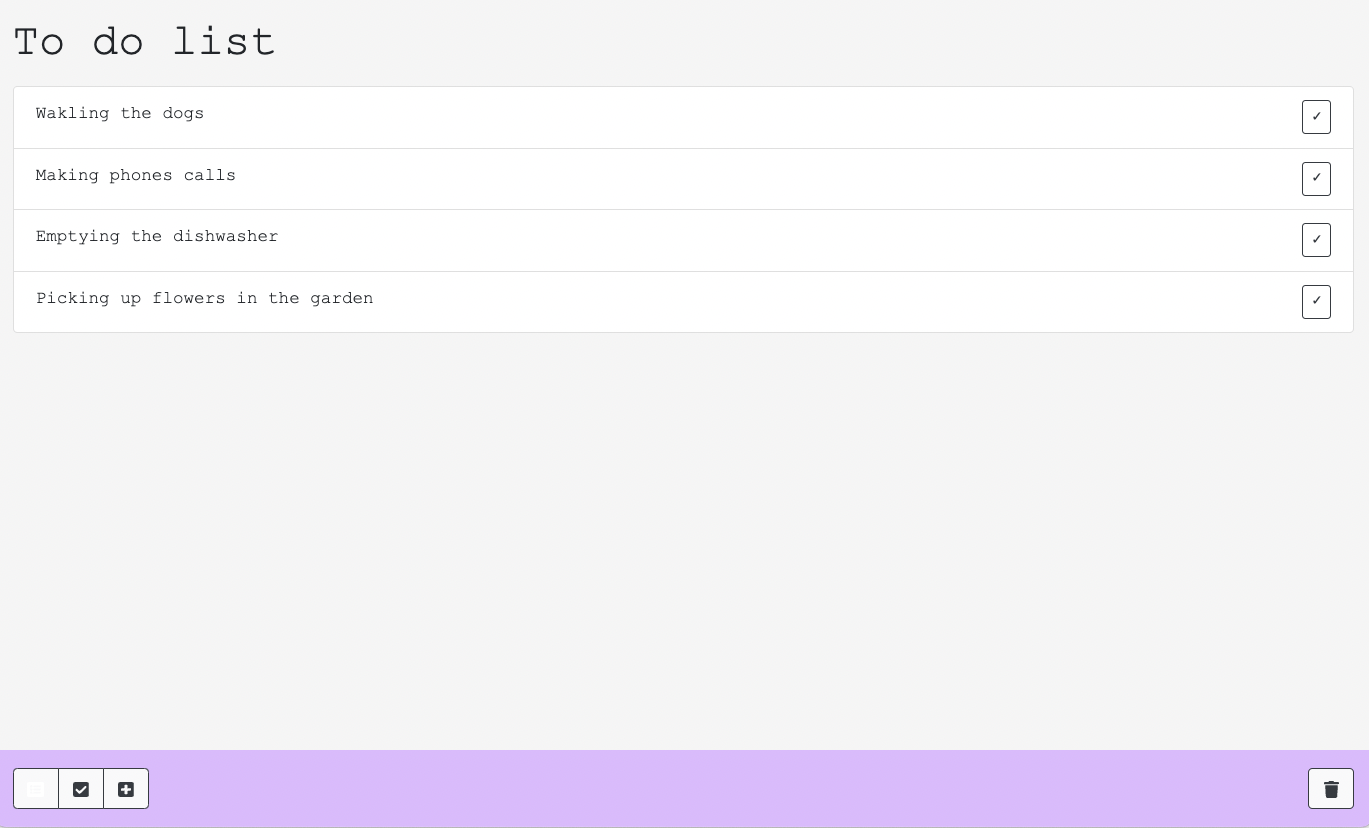 To do list
Wakling the dogs
✓
Making phones calls
✓
Emptying the dishwasher
✓
Picking up flowers in the garden
✓